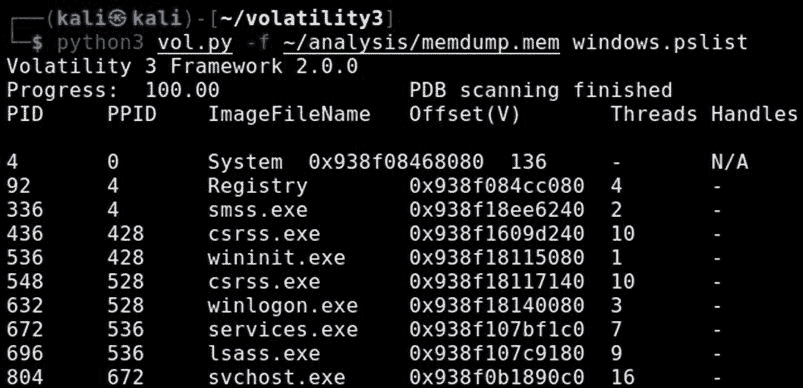 ┌──(kali㉿kali)-[~/volatility3]
└─$ python3 vol.py -f ~/analysis/memdump.mem windows.pslist
Volatility 3 Framework 2.0.0
Progress:  100.00               PDB scanning finished
PID     PPID    ImageFileName   Offset(V)       Threads Handles
4       0       System  0x938f08468080  136     -       N/A
92      4       Registry        0x938f084cc080  4       -
336     4       smss.exe        0x938f18ee6240  2       -
436     428     csrss.exe       0x938f1609d240  10      -
536     428     wininit.exe     0x938f18115080  1       -
548     528     csrss.exe       0x938f18117140  10      -
632     528     winlogon.exe    0x938f18140080  3       -
672     536     services.exe    0x938f107bf1c0  7       -
696     536     lsass.exe       0x938f107c9180  9       -
804     672     svchost.exe     0x938f0b1890c0  16      -